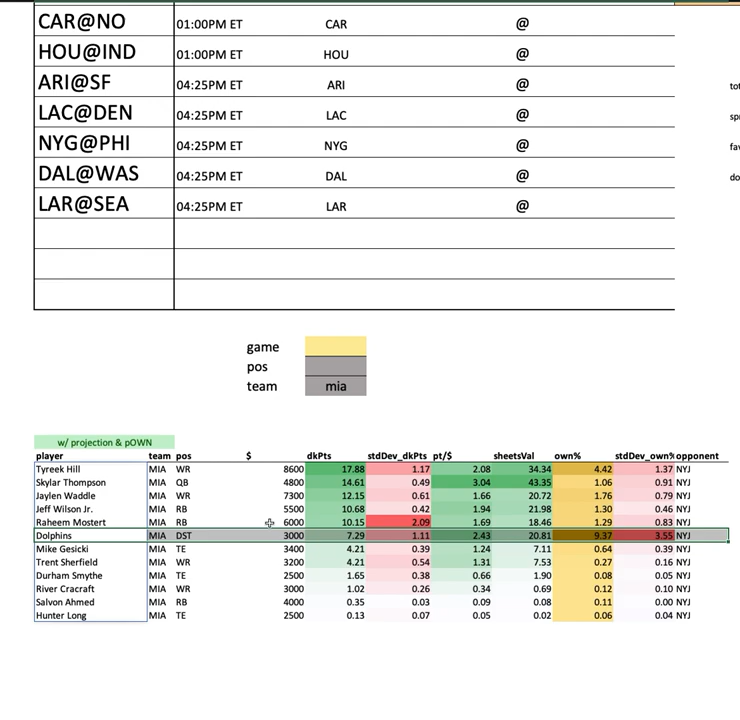 CAR@NO 01:00PM ET CAR @
HOU@IND 01:00PM ET HOU @
ARI@SF 04:25PM ET ARI @
LAC@DEN 04:25PM ET LAC @
NYG@PHI 04:25PM ET NYG @
DAL@WAS 04:25PM ET DAL @
LAR@SEA 04:25PM ET LAR @
game
pos
team mia
w/ projection & pOWN
player team pos $ dkPts stdDev_dkPts pt/$ sheetsVal own% stdDev_own% opponent
Tyreek Hill MIA WR 8600 17.88 1.17 2.08 34.34 4.42 1.37 NYJ
Skylar Thompson MIA QB 4800 14.61 0.49 3.04 43.35 1.06 0.91 NYJ
Jaylen Waddle MIA WR 7300 12.15 0.61 1.66 20.72 1.76 0.79 NYJ
Jeff Wilson Jr. MIA RB 5500 10.68 0.42 1.94 21.98 1.30 0.46 NYJ
Raheem Mostert MIA RB 6000 10.15 2.09 1.69 18.46 1.29 0.83 NYJ
Dolphins MIA DST 3000 7.29 1.11 2.43 20.81 9.37 3.55 NYJ
Mike Gesicki MIA TE 3400 4.21 0.39 1.24 7.11 0.64 0.39 NYJ
Trent Sherfield MIA WR 3200 4.21 0.54 1.31 7.53 0.27 0.16 NYJ
Durham Smythe MIA TE 2500 1.65 0.38 0.66 1.90 0.08 0.05 NYJ
River Cracraft MIA WR 3000 1.02 0.26 0.34 0.69 0.12 0.10 NYJ
Salvon Ahmed MIA RB 4000 0.35 0.03 0.09 0.08 0.11 0.00 NYJ
Hunter Long MIA TE 2500 0.13 0.07 0.05 0.02 0.06 0.04 NYJ